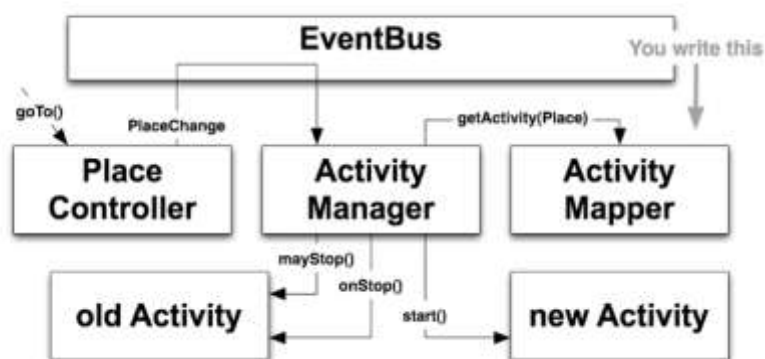 EventBus
You write this
goTo()
PlaceChange
getActivity(Place)
Place
Controller
Activity
Manager
Activity
Mapper
mayStop()
onStop()
start()
old Activity
new Activity